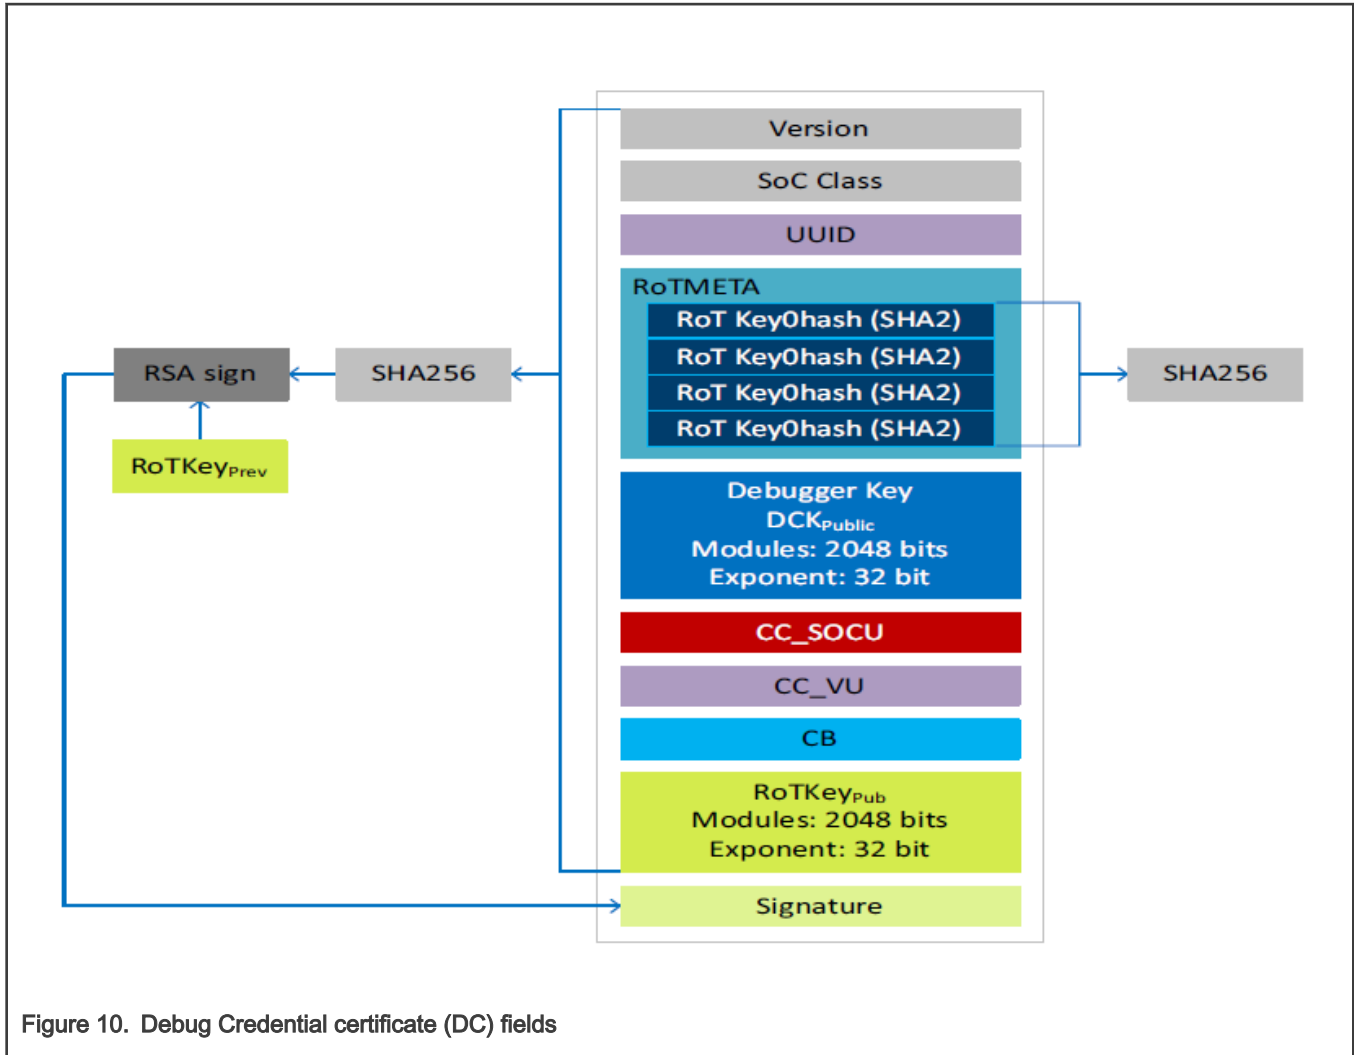 Version
SoC Class
UUID
RoTMETA
RoT Key0hash (SHA2)
RoT Key0hash (SHA2)
RoT Key0hash (SHA2)
RoT Key0hash (SHA2)
SHA256
RSA sign
SHA256
RoTKeyPrev
Debugger Key
DCKPublic
Modules: 2048 bits
Exponent: 32 bit
CC_SOCU
CC_VU
CB
RoTKeyPub
Modules: 2048 bits
Exponent: 32 bit
Signature
Figure 10. Debug Credential certificate (DC) fields